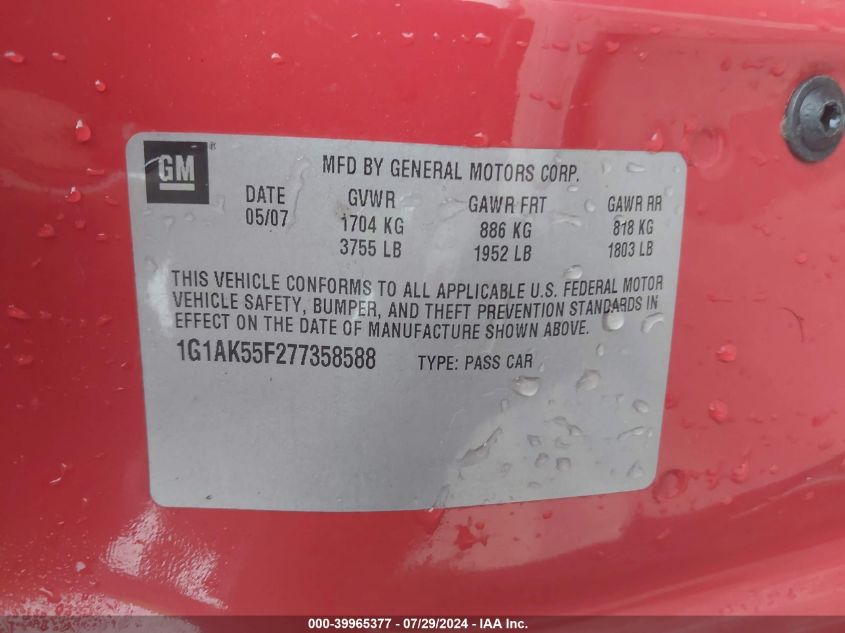 GM ®
MFD BY GENERAL MOTORS CORP.
DATE GVWR GAWR FRT GAWR RR
05/07 1704 KG 886 KG 818 KG
3755 LB 1952 LB 1803 LB
THIS VEHICLE CONFORMS TO ALL APPLICABLE U.S. FEDERAL MOTOR
VEHICLE SAFETY, BUMPER, AND THEFT PREVENTION STANDARDS IN
EFFECT ON THE DATE OF MANUFACTURE SHOWN ABOVE.
1G1AK55F277358588 TYPE: PASS CAR
000-39965377 / 07/29/2024 - IAA Inc.